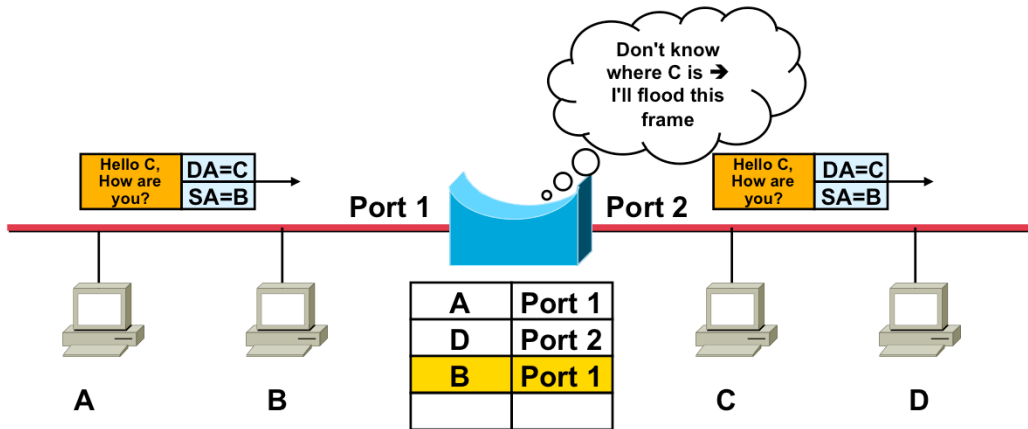 Don't know
where C is ➔
I'll flood this
frame
Hello C,
How are
you?
DA=C
SA=B
Port 1
Port 2
Hello C,
How are
you?
DA=C
SA=B
A Port 1
D Port 2
B Port 1
A
B
C
D